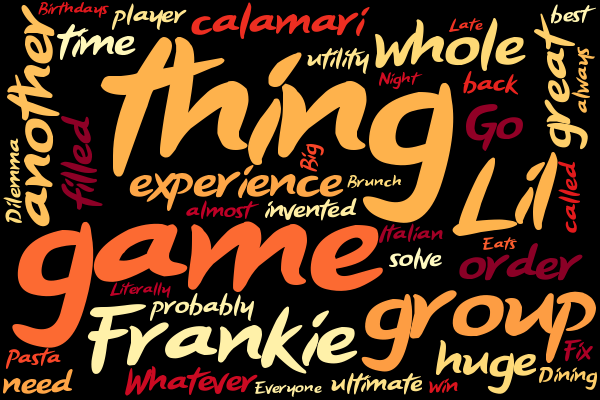 Birthdays
player
calamari
Late
best
time
utility
whole
another
thing
Night
back
great
always
Go
filled
Big
Dilemma
experience
Brunch
Lil
called
almost
invented
game
Italian
Eats
solve
order
Literally
probably
group
Frankie
huge
Fix
Pasta
need
Whatever
Everyone
ultimate
win
Dining